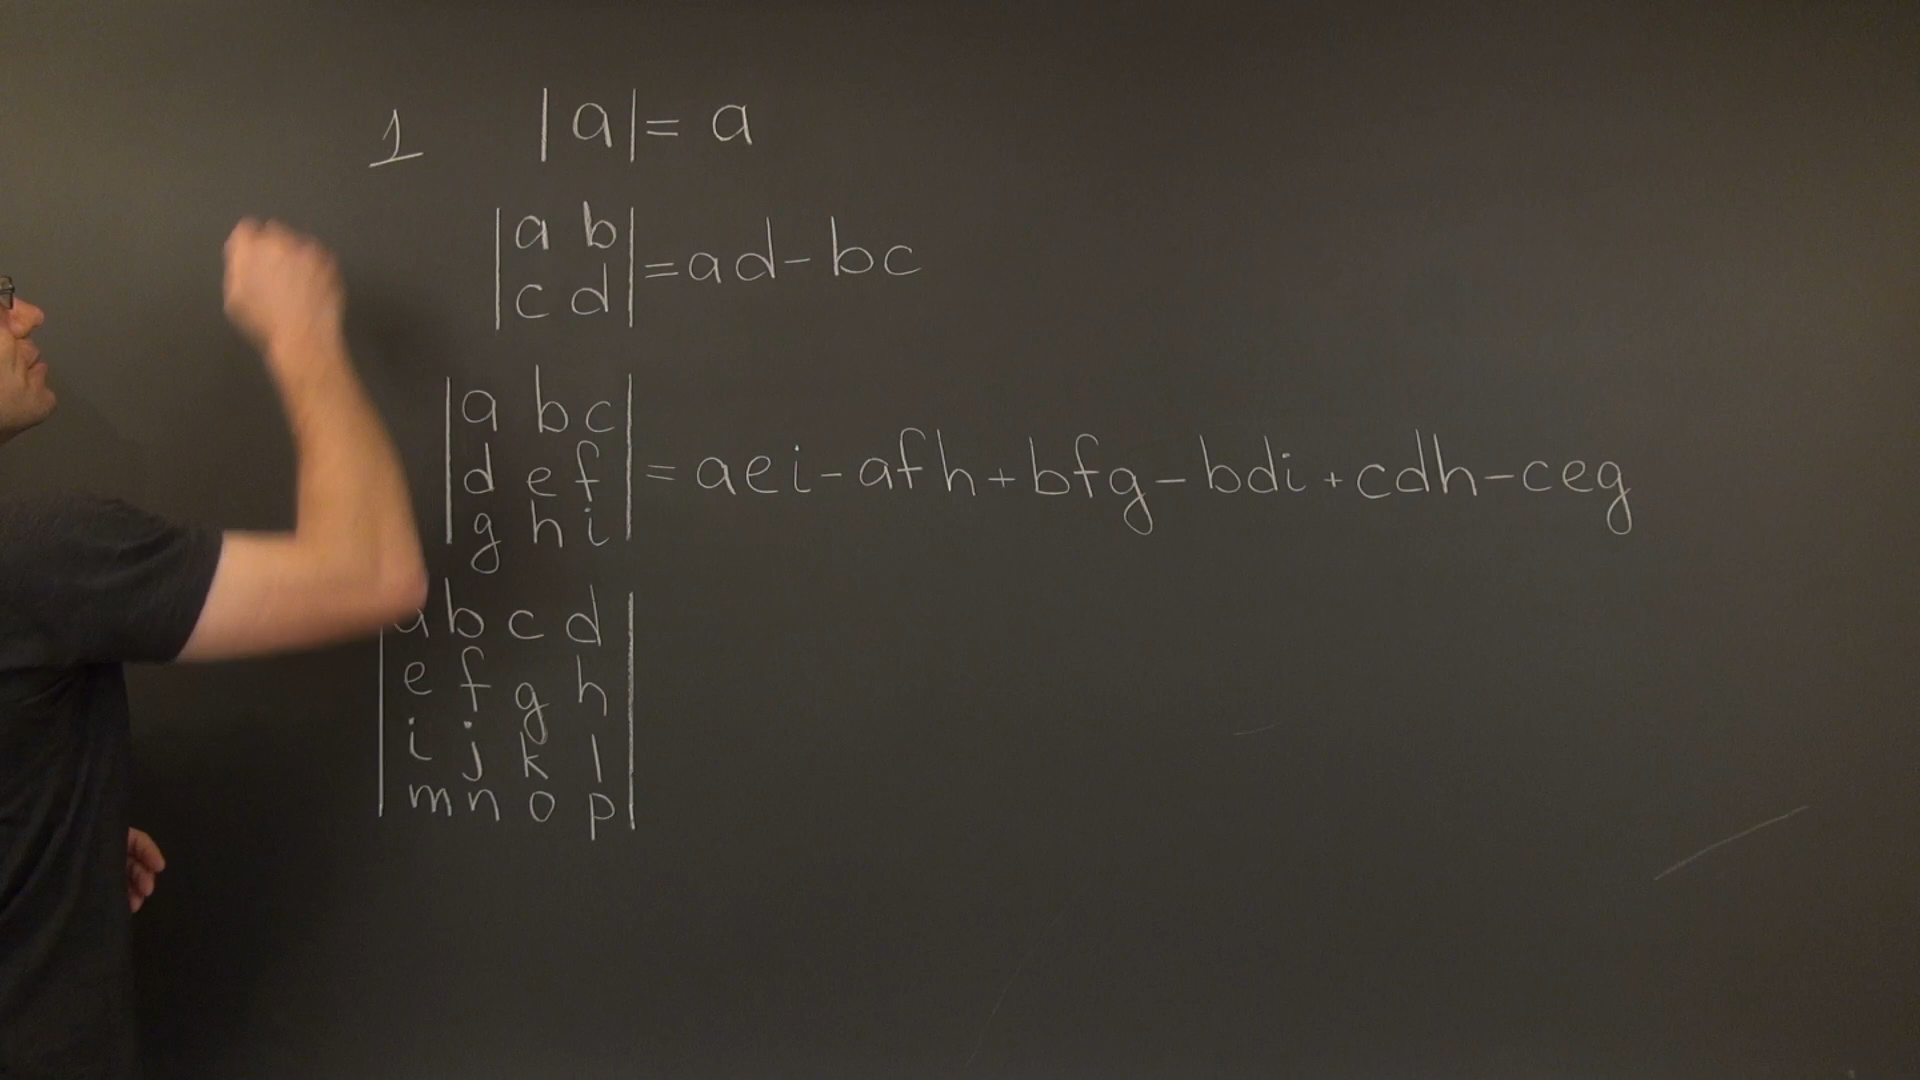 1 |a| = a
|a b|
|c d| = ad - bc
|a b c|
|d e f| = aei - afh + bfg - bdi + cdh - ceg
|g h i|
|a b c d|
|e f g h|
|i j k l|
|m n o p|